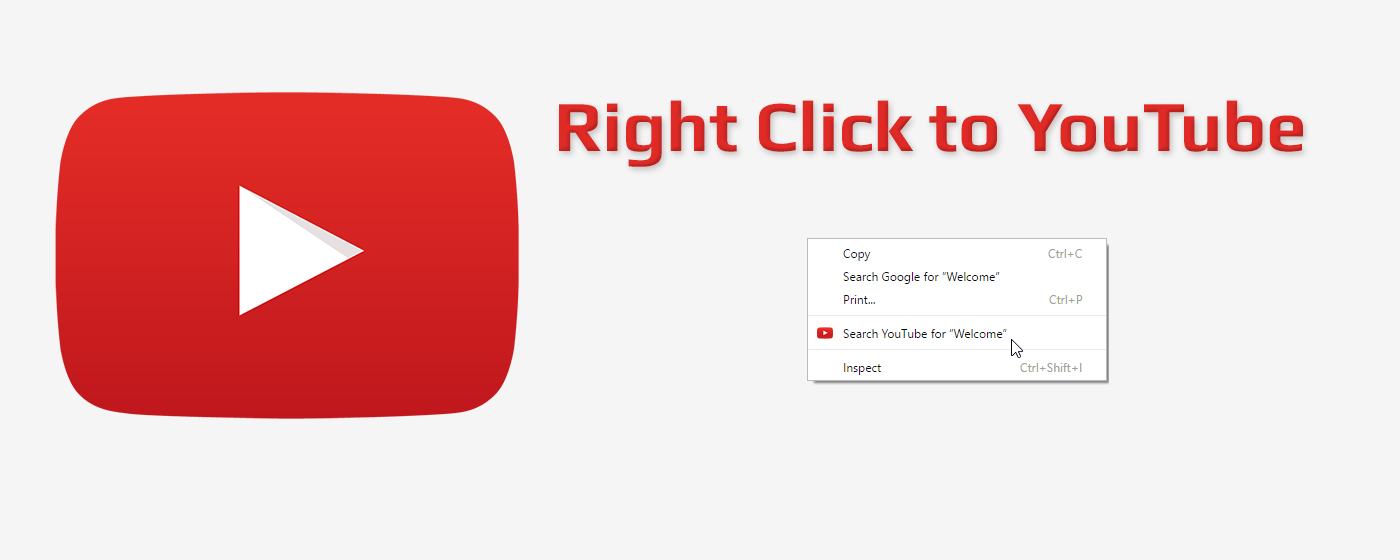 Right Click to YouTube
Copy Ctrl+C
Search Google for “Welcome”
Print... Ctrl+P
Search YouTube for “Welcome”
Inspect Ctrl+Shift+I